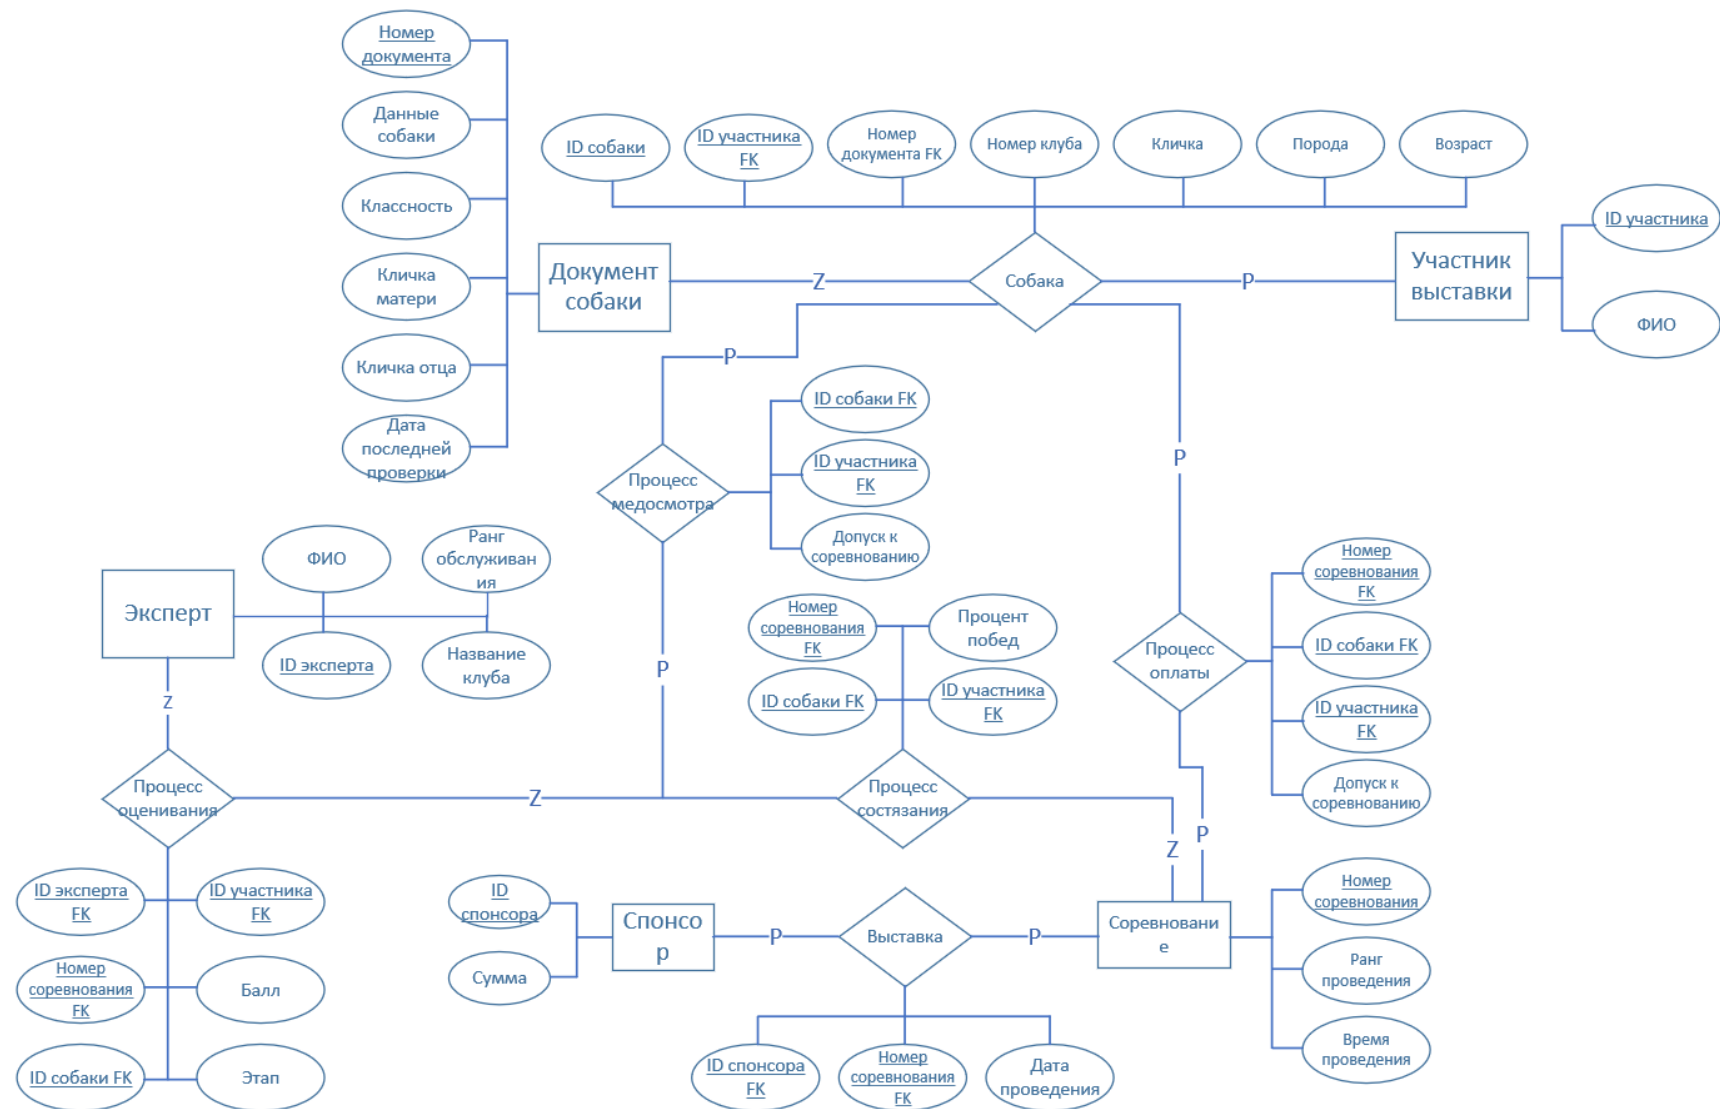 Номер
документа
Данные
собаки
Классность
Кличка
матери
Кличка отца
Дата
последней
проверки
Документ
собаки
Z
ID собаки
ID участника
FK
Номер
документа FK
Номер клуба
Кличка
Порода
Возраст
Собака
P
Участник
выставки
ID участника
ФИО
P
P
Процесс
медосмотра
ID собаки FK
ID участника
FK
Допуск к
соревнованию
P
Эксперт
ФИО
Ранг
обслуживан
ия
ID эксперта
Название
клуба
Z
Номер
соревнования
FK
Процент
побед
ID собаки FK
ID участника
FK
Процесс
оплаты
Номер
соревнования
FK
ID собаки FK
ID участника
FK
Допуск к
соревнованию
Процесс
оценивания
Z
Процесс
состязания
Z
P
ID эксперта
FK
ID участника
FK
Номер
соревнования
FK
Балл
ID собаки FK
Этап
ID
спонсора
Сумма
Спонсо
р
P
Выставка
P
Соревновани
е
Номер
соревнования
Ранг
проведения
Время
проведения
ID спонсора
FK
Номер
соревнования
FK
Дата
проведения